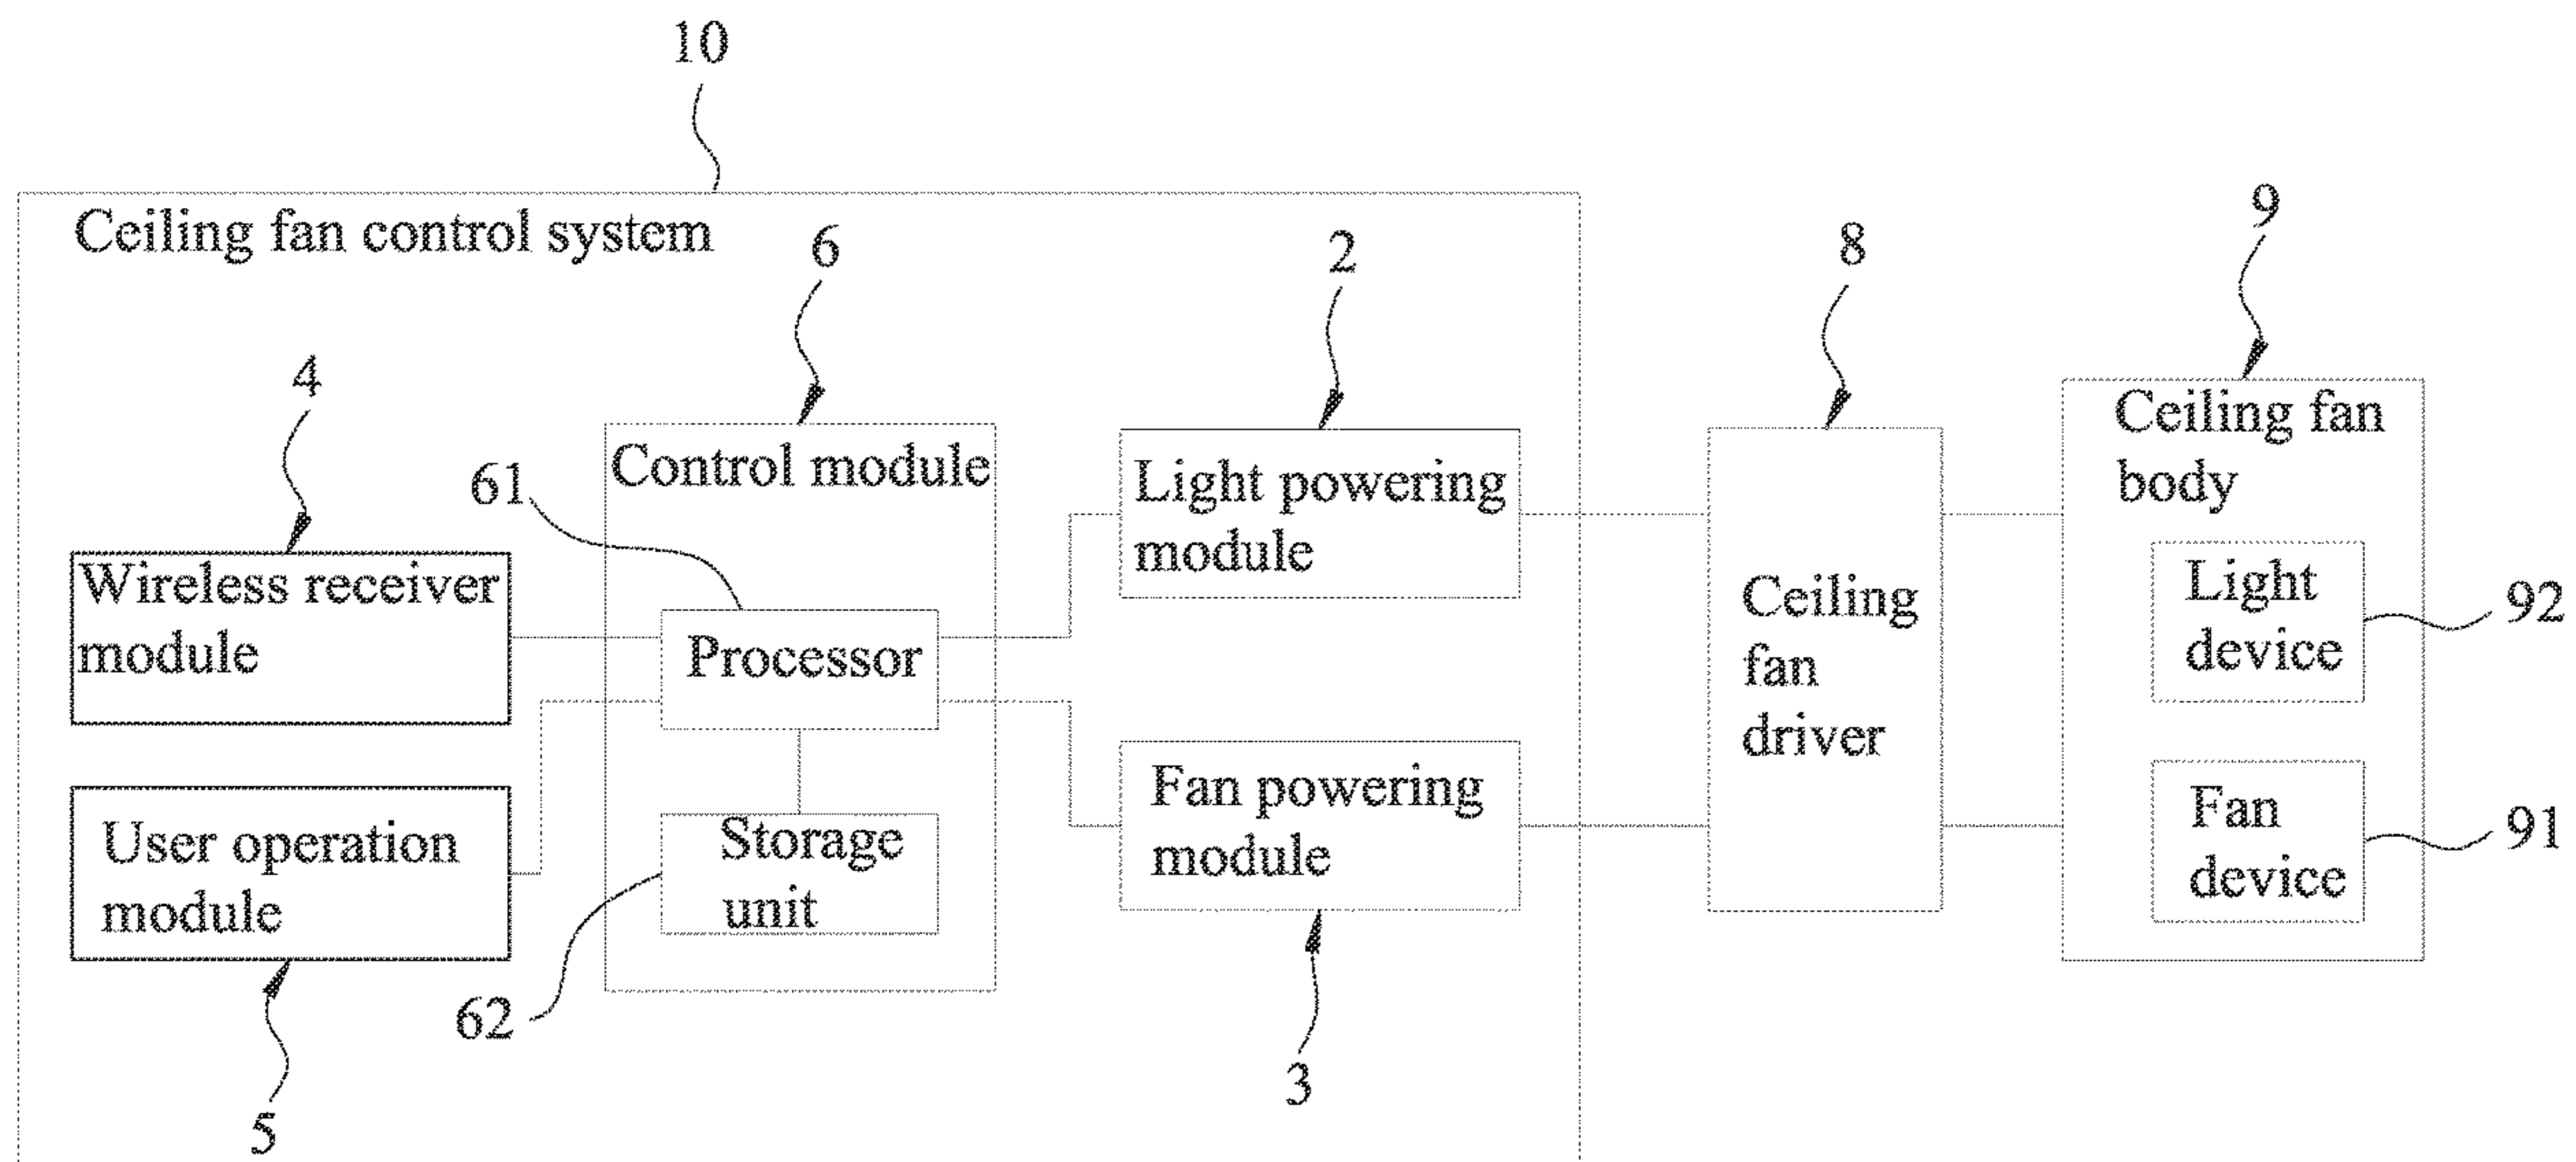 10
Ceiling fan control system
6
2
8
9
4
Control module
61
Light powering
module
Ceiling fan
body
Wireless receiver
module
Processor
Ceiling
fan
driver
Light
device
92
User operation
module
Storage
unit
Fan powering
module
Fan
device
91
62
5
3